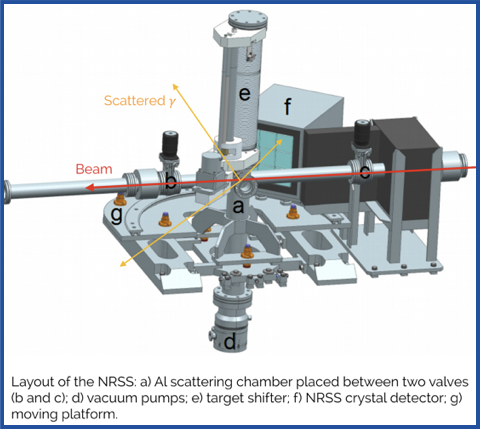 e
f
Scattered γ
Beam
b
c
a
g
d
Layout of the NRSS: a) Al scattering chamber placed between two valves
(b and c); d) vacuum pumps; e) target shifter; f) NRSS crystal detector; g)
moving platform.